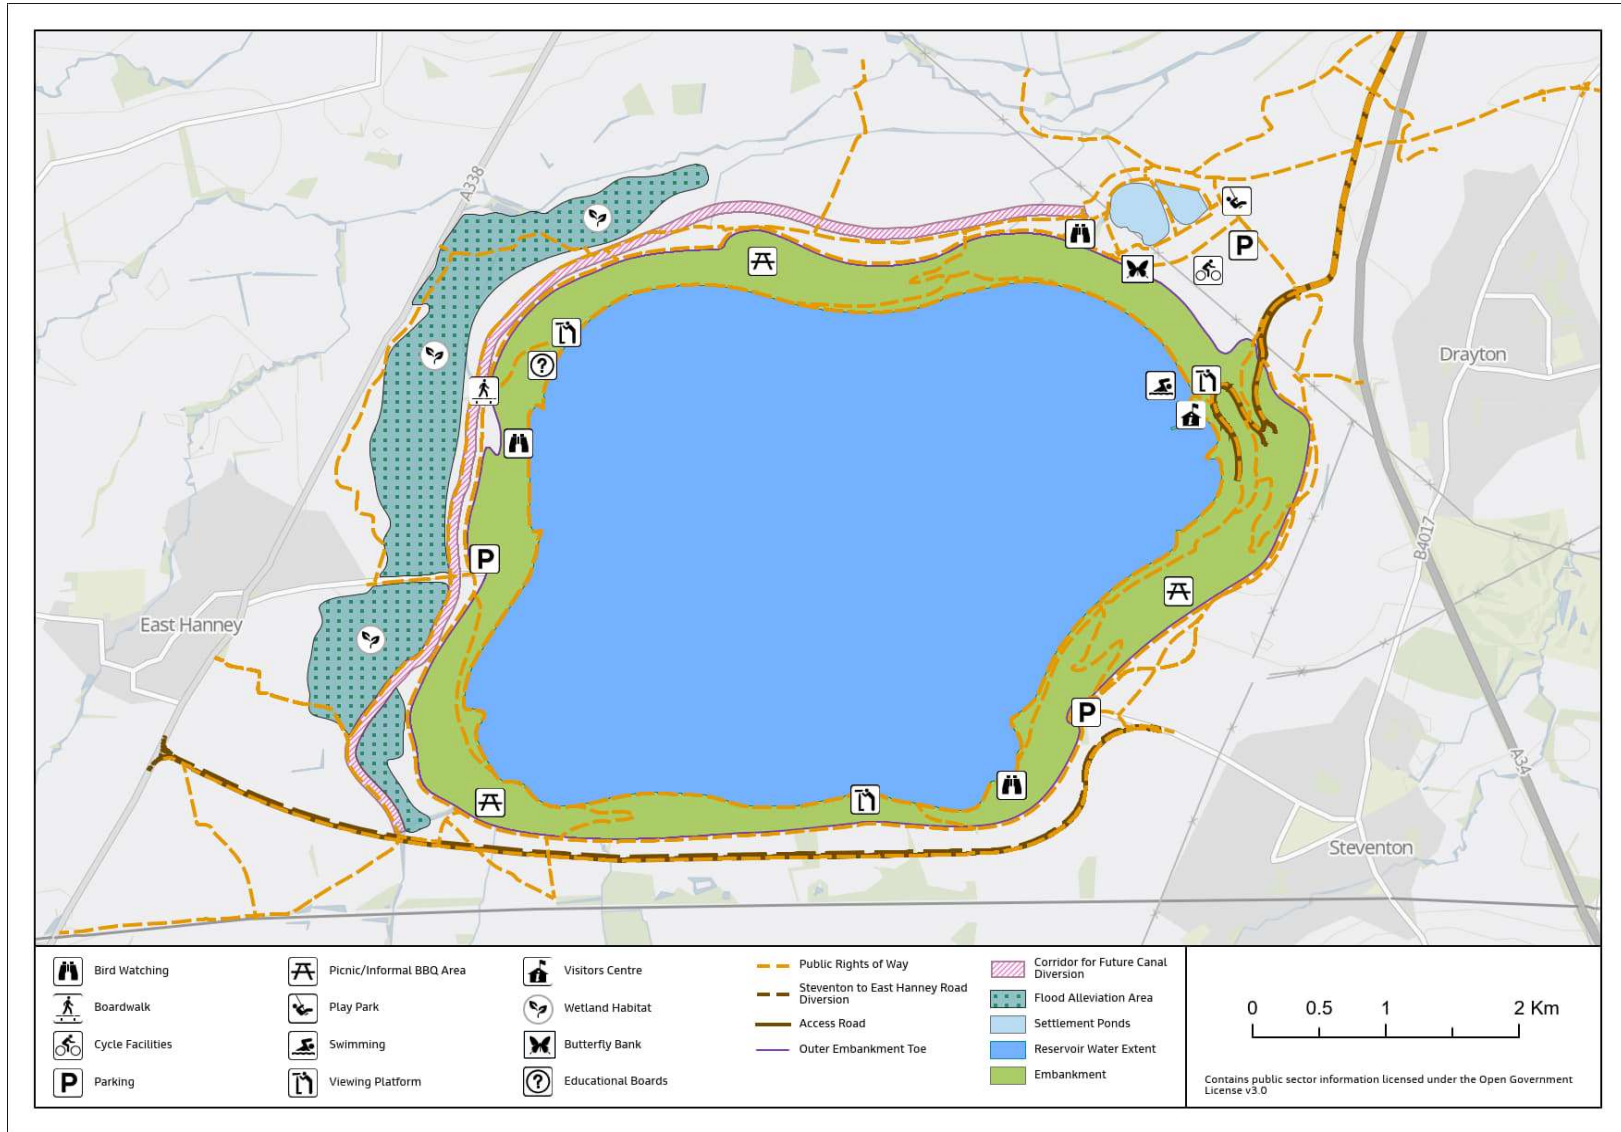 A338
Drayton
B4017
East Hanney
A34
Steventon
P
P
P
?
i
Bird Watching
Boardwalk
Cycle Facilities
P Parking
Picnic/Informal BBQ Area
Play Park
Swimming
Viewing Platform
Visitors Centre
Wetland Habitat
Butterfly Bank
? Educational Boards
Public Rights of Way
Steventon to East Hanney Road
Diversion
Access Road
Outer Embankment Toe
Corridor for Future Canal
Diversion
Flood Alleviation Area
Settlement Ponds
Reservoir Water Extent
Embankment
0 0.5 1 2 Km
Contains public sector information licensed under the Open Government
License v3.0